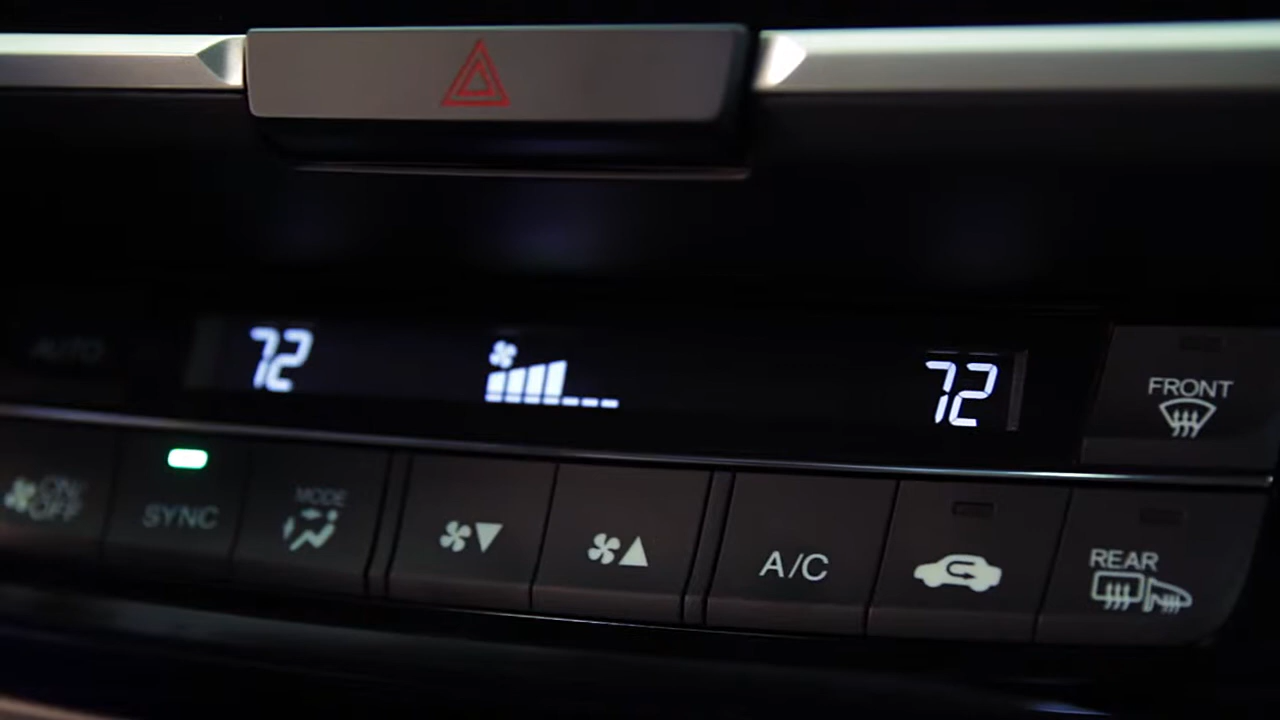 AUTO
72
72
FRONT
ON/
OFF
SYNC
MODE
A/C
REAR